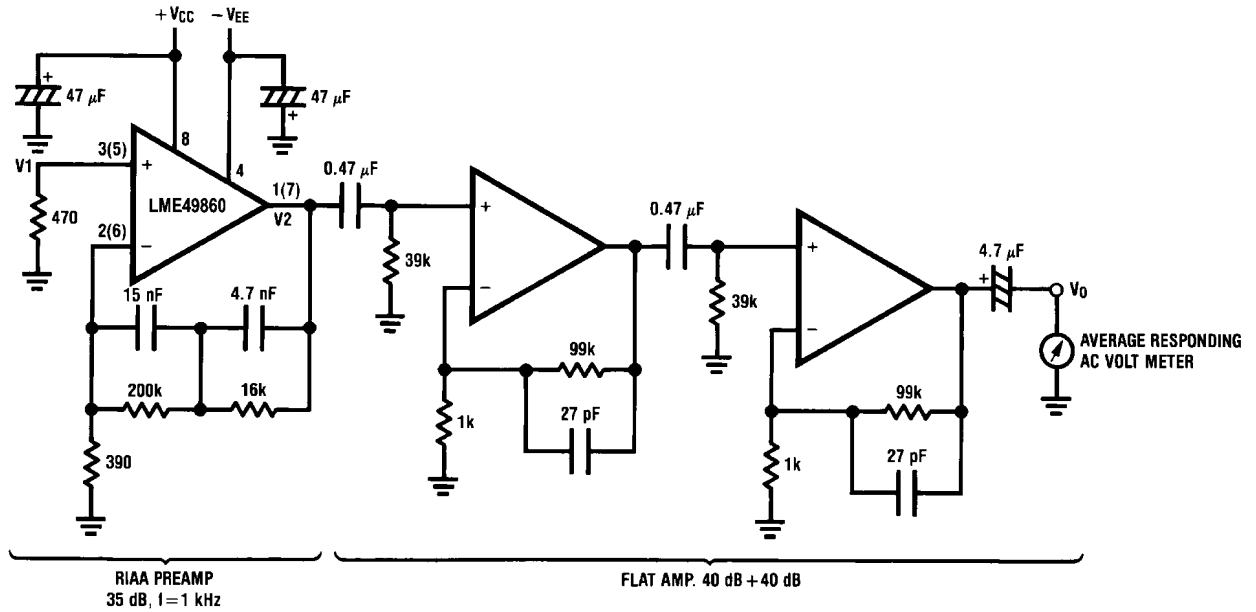 +VCC
−VEE
+
47 μF
47 μF
+
8
4
3(5)
V1
+
LME49860
1(7)
V2
470
2(6)
−
15 nF
4.7 nF
200k
16k
390
0.47 μF
39k
+
−
99k
1k
27 pF
0.47 μF
39k
+
−
99k
1k
27 pF
4.7 μF
+
VO
AVERAGE RESPONDING
AC VOLT METER
RIAA PREAMP
35 dB, f=1 kHz
FLAT AMP. 40 dB +40 dB